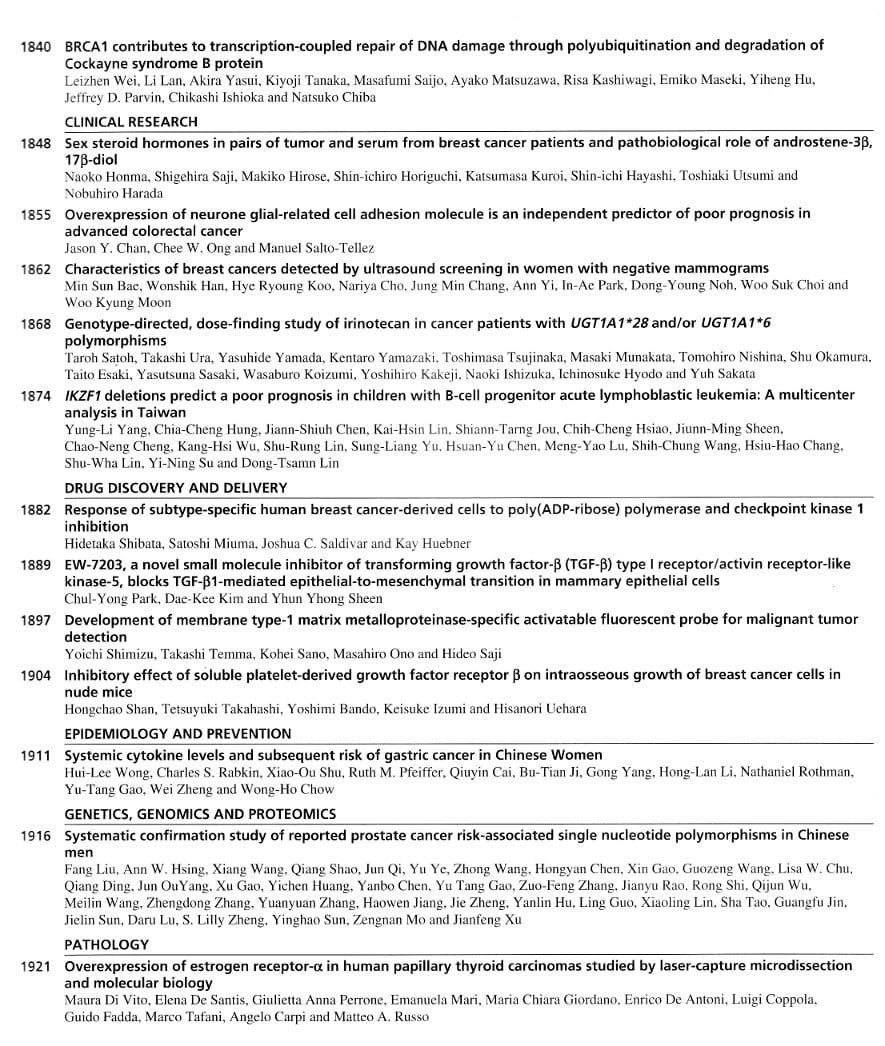 1840 BRCA1 contributes to transcription-coupled repair of DNA damage through polyubiquitination and degradation of
Cockayne syndrome B protein
Leizhen Wei, Li Lan, Akira Yasui, Kiyoji Tanaka, Masafumi Saijo, Ayako Matsuzawa, Risa Kashiwagi, Emiko Maseki, Yiheng Hu,
Jeffrey D. Parvin, Chikashi Ishioka and Natsuko Chiba
CLINICAL RESEARCH
1848 Sex steroid hormones in pairs of tumor and serum from breast cancer patients and pathobiological role of androstene-3β,
17β-diol
Naoko Honma, Shigehira Saji, Makiko Hirose, Shin-ichiro Horiguchi, Katsumasa Kuroi, Shin-ichi Hayashi, Toshiaki Utsumi and
Nobuhiro Harada
1855 Overexpression of neurone glial-related cell adhesion molecule is an independent predictor of poor prognosis in
advanced colorectal cancer
Jason Y. Chan, Chee W. Ong and Manuel Salto-Tellez
1862 Characteristics of breast cancers detected by ultrasound screening in women with negative mammograms
Min Sun Bae, Wonshik Han, Hye Ryoung Koo, Nariya Cho, Jung Min Chang, Ann Yi, In-Ae Park, Dong-Young Noh, Woo Suk Choi and
Woo Kyung Moon
1868 Genotype-directed, dose-finding study of irinotecan in cancer patients with UGT1A1*28 and/or UGT1A1*6
polymorphisms
Taroh Satoh, Takashi Ura, Yasuhide Yamada, Kentaro Yamazaki, Toshimasa Tsujinaka, Masaki Munakata, Tomohiro Nishina, Shu Okamura,
Taito Esaki, Yasutsuna Sasaki, Wasaburo Koizumi, Yoshihiro Kakeji, Naoki Ishizuka, Ichinosuke Hyodo and Yuh Sakata
1874 IKZF1 deletions predict a poor prognosis in children with B-cell progenitor acute lymphoblastic leukemia: A multicenter
analysis in Taiwan
Yung-Li Yang, Chia-Cheng Hung, Jiann-Shiuh Chen, Kai-Hsin Lin, Shiann-Tarng Jou, Chih-Cheng Hsiao, Jiunn-Ming Sheen,
Chao-Neng Cheng, Kang-Hsi Wu, Shu-Rung Lin, Sung-Liang Yu, Hsuan-Yu Chen, Meng-Yao Lu, Shih-Chung Wang, Hsiu-Hao Chang,
Shu-Wha Lin, Yi-Ning Su and Dong-Tsamn Lin
DRUG DISCOVERY AND DELIVERY
1882 Response of subtype-specific human breast cancer-derived cells to poly(ADP-ribose) polymerase and checkpoint kinase 1
inhibition
Hidetaka Shibata, Satoshi Miuma, Joshua C. Saldivar and Kay Huebner
1889 EW-7203, a novel small molecule inhibitor of transforming growth factor-β (TGF-β) type I receptor/activin receptor-like
kinase-5, blocks TGF-β1-mediated epithelial-to-mesenchymal transition in mammary epithelial cells
Chul-Yong Park, Dae-Kee Kim and Yhun Yhong Sheen
1897 Development of membrane type-1 matrix metalloproteinase-specific activatable fluorescent probe for malignant tumor
detection
Yoichi Shimizu, Takashi Temma, Kohei Sano, Masahiro Ono and Hideo Saji
1904 Inhibitory effect of soluble platelet-derived growth factor receptor β on intraosseous growth of breast cancer cells in
nude mice
Hongchao Shan, Tetsuyuki Takahashi, Yoshimi Bando, Keisuke Izumi and Hisanori Uehara
EPIDEMIOLOGY AND PREVENTION
1911 Systemic cytokine levels and subsequent risk of gastric cancer in Chinese Women
Hui-Lee Wong, Charles S. Rabkin, Xiao-Ou Shu, Ruth M. Pfeiffer, Qiuyin Cai, Bu-Tian Ji, Gong Yang, Hong-Lan Li, Nathaniel Rothman,
Yu-Tang Gao, Wei Zheng and Wong-Ho Chow
GENETICS, GENOMICS AND PROTEOMICS
1916 Systematic confirmation study of reported prostate cancer risk-associated single nucleotide polymorphisms in Chinese
men
Fang Liu, Ann W. Hsing, Xiang Wang, Qiang Shao, Jun Qi, Yu Ye, Zhong Wang, Hongyan Chen, Xin Gao, Guozeng Wang, Lisa W. Chu,
Qiang Ding, Jun OuYang, Xu Gao, Yichen Huang, Yanbo Chen, Yu Tang Gao, Zuo-Feng Zhang, Jianyu Rao, Rong Shi, Qijun Wu,
Meilin Wang, Zhengdong Zhang, Yuanyuan Zhang, Haowen Jiang, Jie Zheng, Yanlin Hu, Ling Guo, Xiaoling Lin, Sha Tao, Guangfu Jin,
Jielin Sun, Daru Lu, S. Lilly Zheng, Yinghao Sun, Zengnan Mo and Jianfeng Xu
PATHOLOGY
1921 Overexpression of estrogen receptor-α in human papillary thyroid carcinomas studied by laser-capture microdissection
and molecular biology
Maura Di Vito, Elena De Santis, Giulietta Anna Perrone, Emanuela Mari, Maria Chiara Giordano, Enrico De Antoni, Luigi Coppola,
Guido Fadda, Marco Tafani, Angelo Carpi and Matteo A. Russo